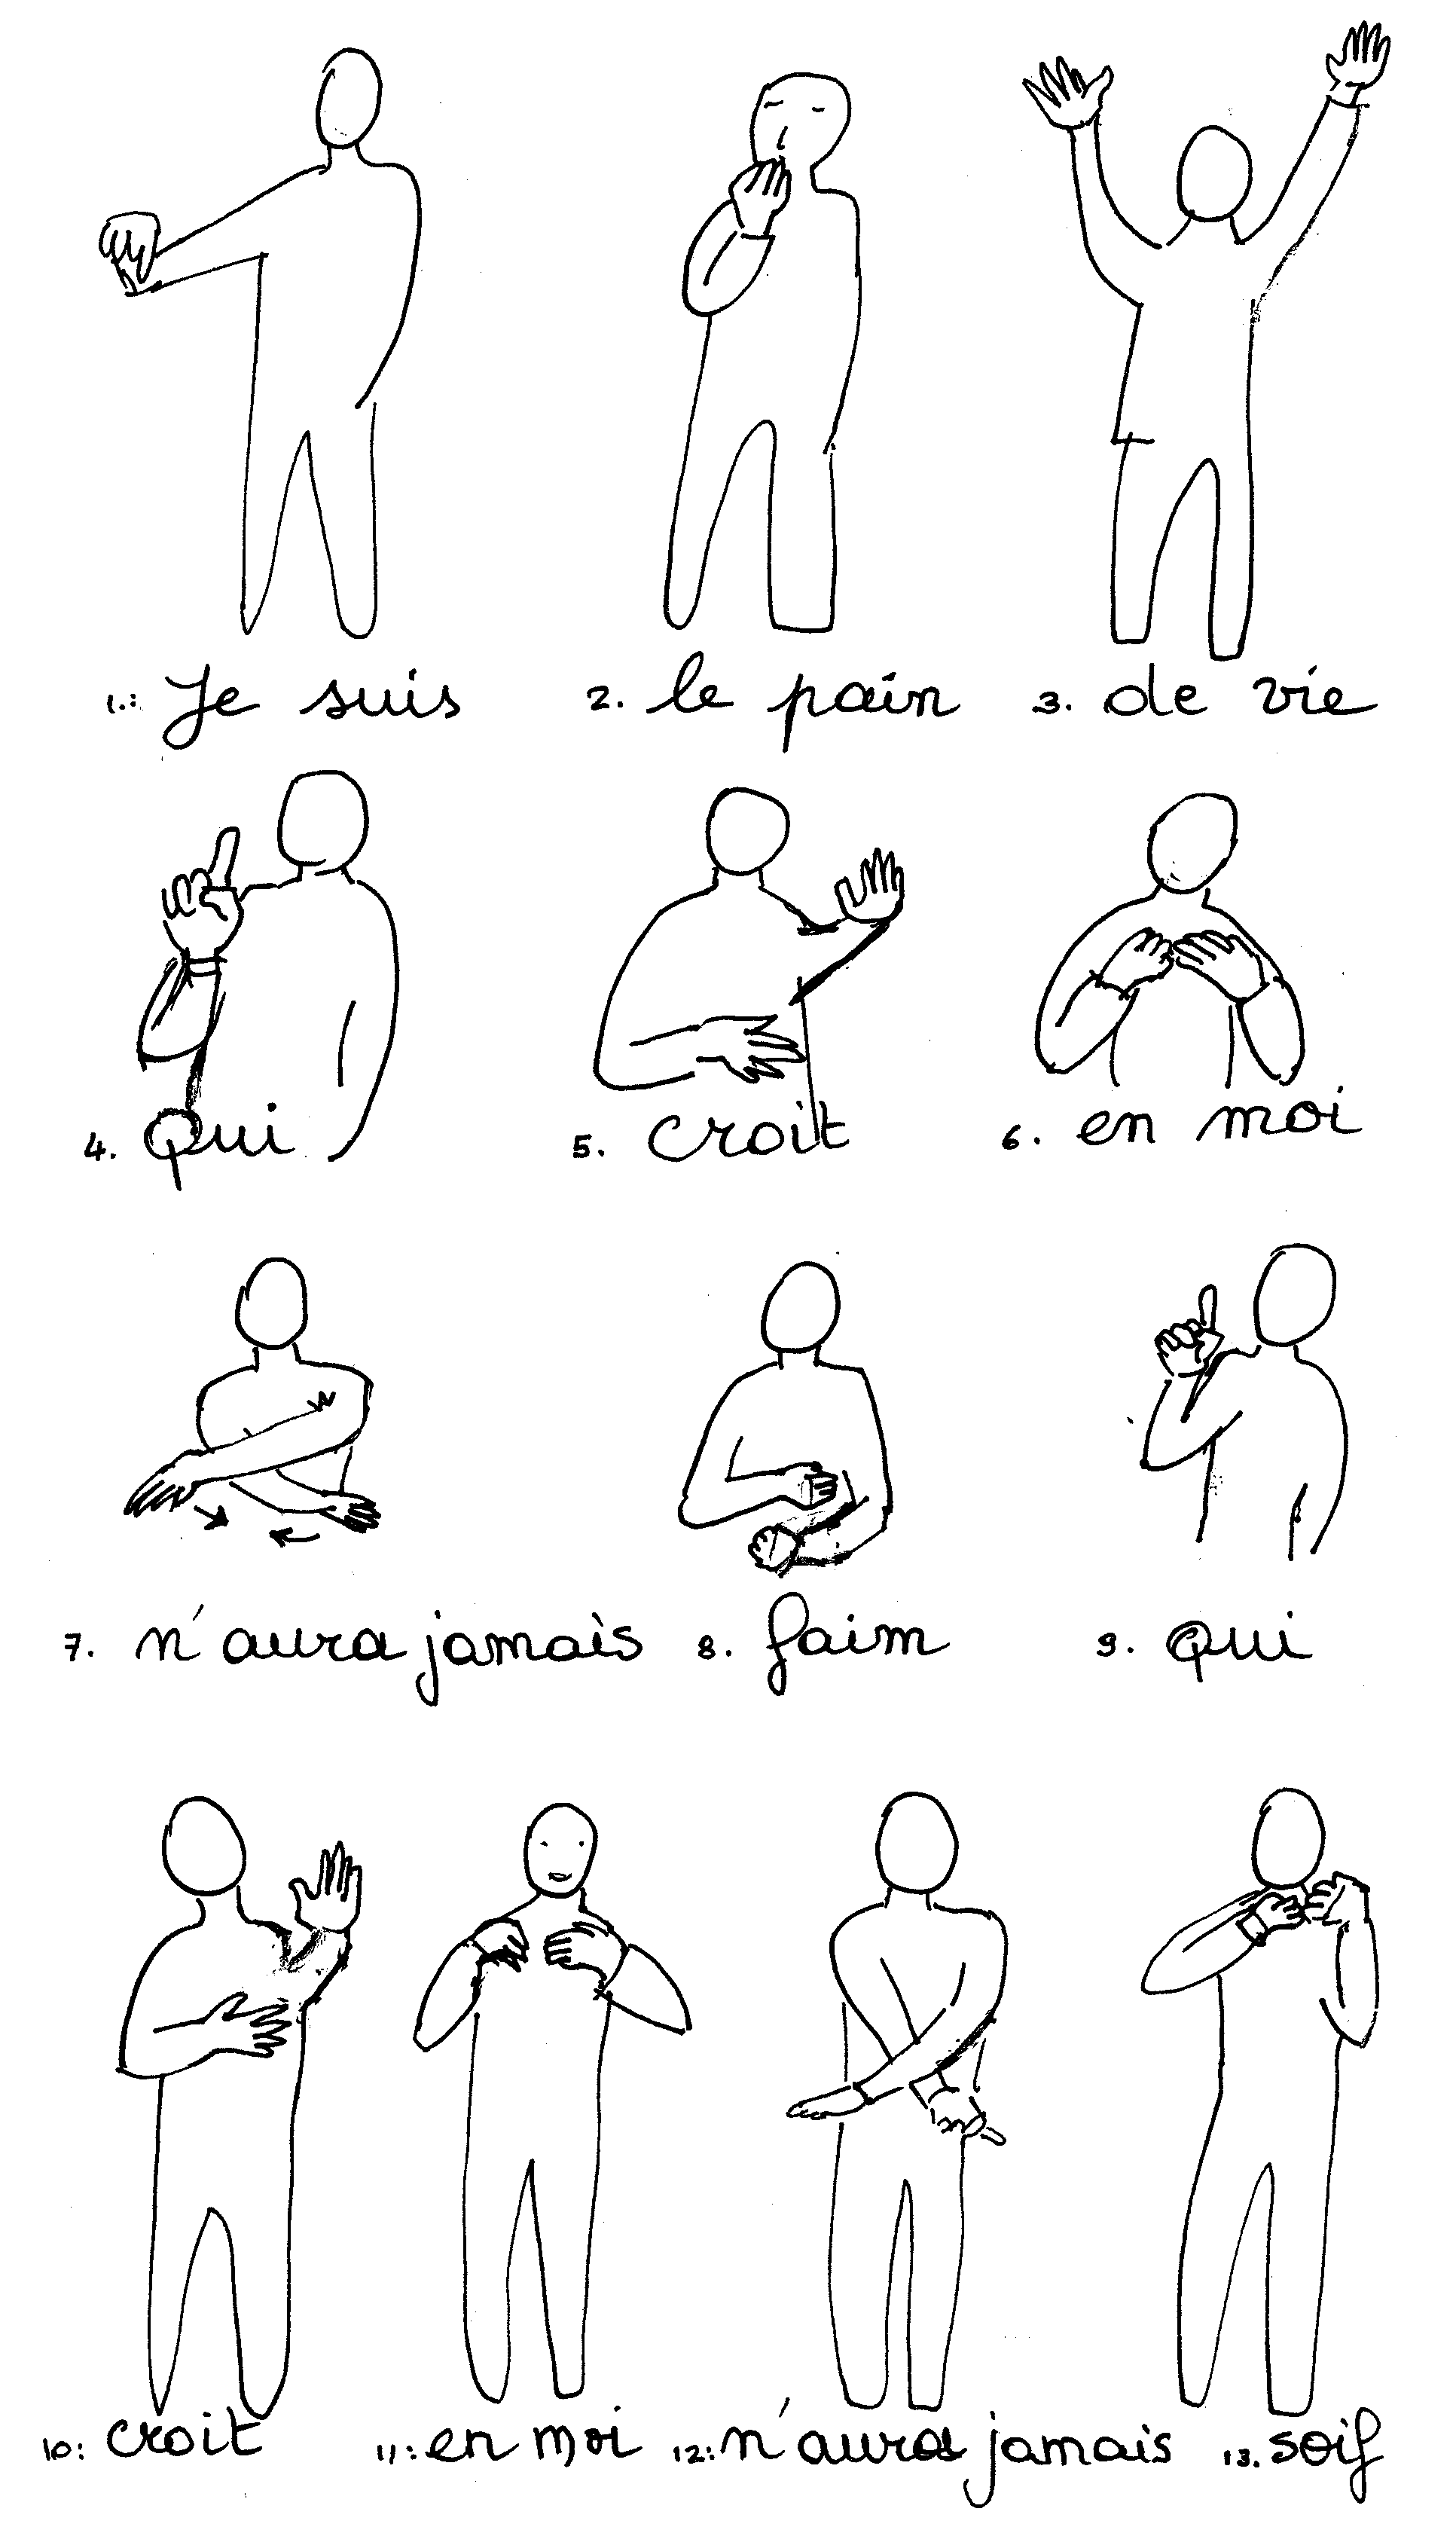 1.: Je suis 2. le pain 3. de vie
4. Qui 5. croit 6. en moi
7. n'aura jamais 8. faim 9. Qui
10: croit 11: en moi 12: n'aura jamais 13. soif